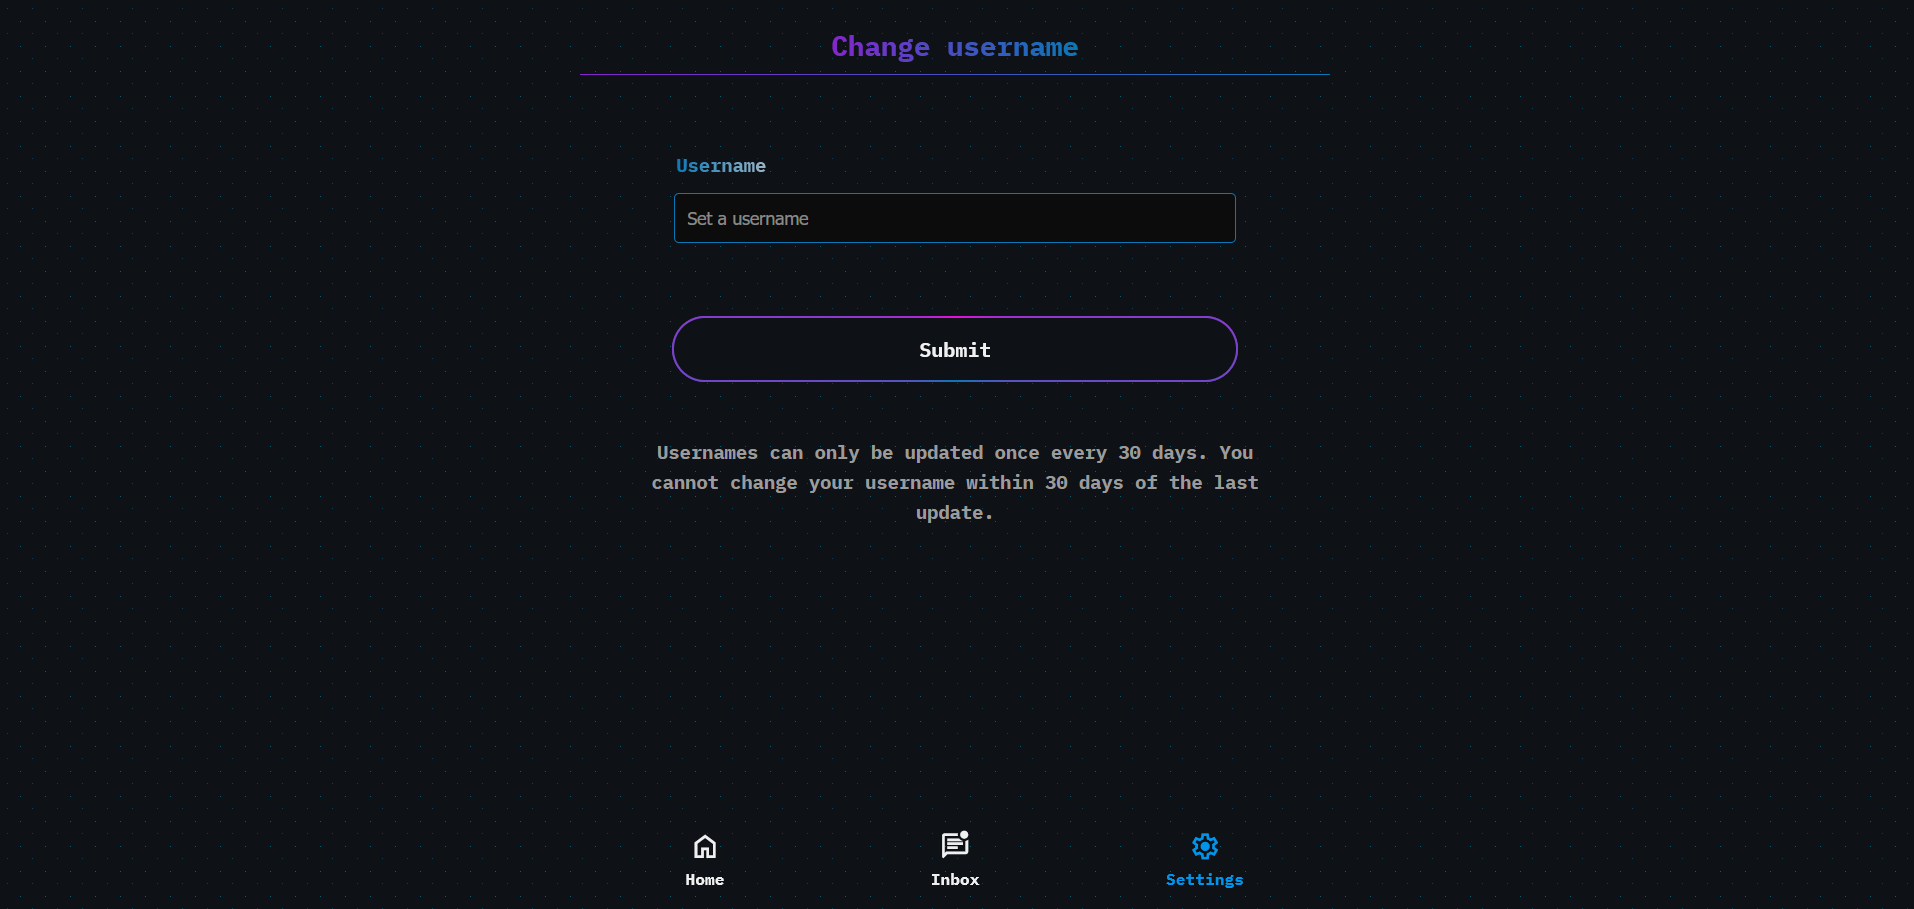 Change username
Username
Set a username
Submit
Usernames can only be updated once every 30 days. You
cannot change your username within 30 days of the last
update.
Home
Inbox
Settings